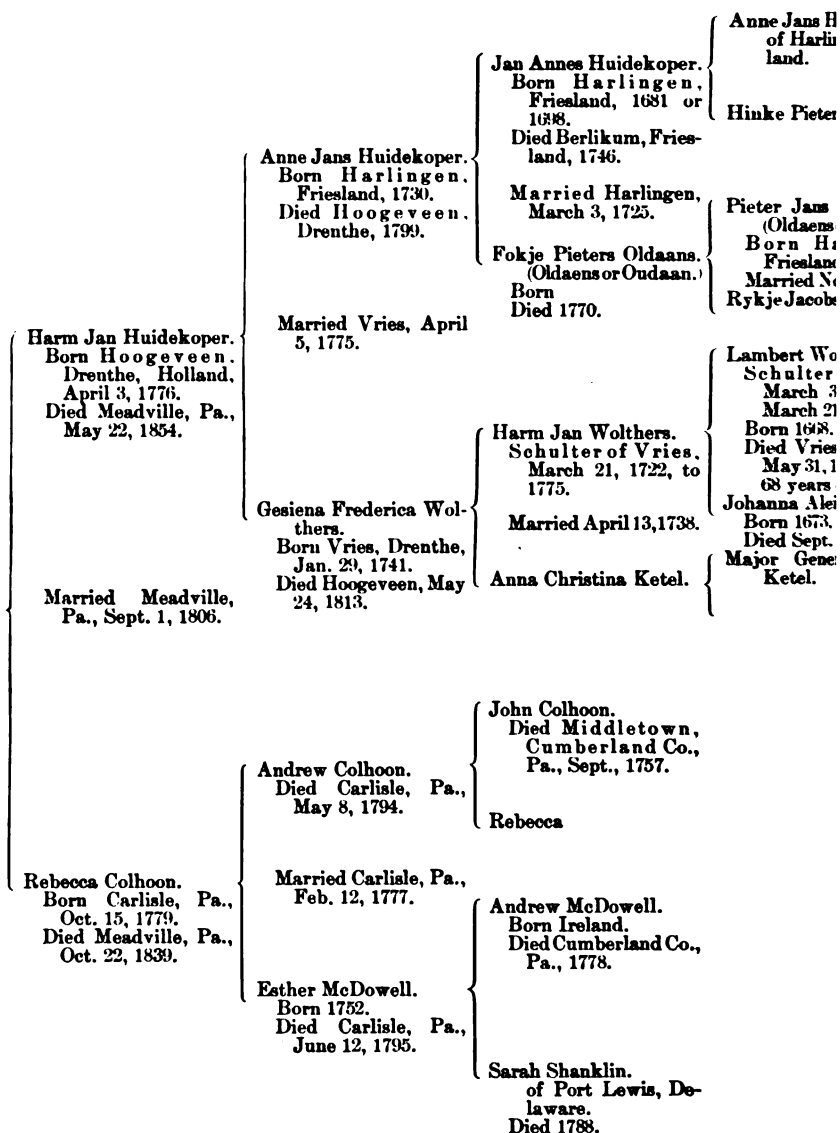 Harm Jan Huidekoper.
Born Hoogeveen.
Drenthe, Holland,
April 3, 1776.
Died Meadville, Pa.,
May 22, 1854.
Married Meadville,
Pa., Sept. 1, 1806.
Rebecca Colhoon.
Born Carlisle, Pa.,
Oct. 15, 1779.
Died Meadville, Pa.,
Oct. 22, 1839.
Anne Jans Huidekoper.
Born Harlingen,
Friesland, 1730.
Died Hoogeveen,
Drenthe, 1799.
Married Vries, April
5, 1775.
Gesiena Frederica Wol-
thers.
Born Vries, Drenthe,
Jan. 29, 1741.
Died Hoogeveen, May
24, 1813.
Andrew Colhoon.
Died Carlisle, Pa.,
May 8, 1794.
Married Carlisle, Pa.,
Feb. 12, 1777.
Esther McDowell.
Born 1752.
Died Carlisle, Pa.,
June 12, 1795.
Jan Annes Huidekoper.
Born Harlingen,
Friesland, 1681 or
1698.
Died Berlikum, Fries-
land, 1746.
Married Harlingen,
March 3, 1725.
Fokje Pieters Oldaans.
(Oldaens or Oudaan.)
Born
Died 1770.
Harm Jan Wolthers.
Schulter of Vries,
March 21, 1722, to
1775.
Married April 13, 1738.
Anna Christina Ketel.
John Colhoon.
Died Middletown,
Cumberland Co.,
Pa., Sept., 1757.
Rebecca
Andrew McDowell.
Born Ireland.
Died Cumberland Co.,
Pa., 1778.
Sarah Shanklin.
of Port Lewis, De-
laware.
Died 1788.
Anne Jans H
of Harli
land.
Hinke Pieter
Pieter Jans
(Oldaens
Born Ha
Friesland
Married No
Rykje Jacobs
Lambert Wo
Schulter
March 3
March 21
Born 1668.
Died Vries
May 31, 1
68 years
Johanna Alei
Born 1673.
Died Sept.
Major Gene
Ketel.